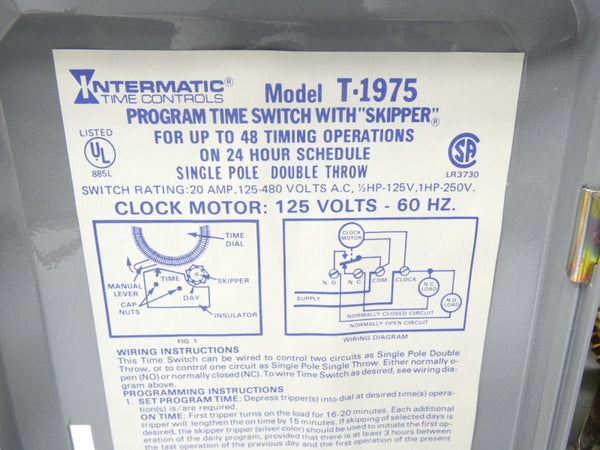 INTERMATIC®
TIME CONTROLS
Model T-1975
PROGRAM TIME SWITCH WITH "SKIPPER"®
LISTED
UL
885L
FOR UP TO 48 TIMING OPERATIONS
ON 24 HOUR SCHEDULE
SINGLE POLE DOUBLE THROW
SA
LR3730
SWITCH RATING: 20 AMP. 125-480 VOLTS A.C, ½HP-125V, 1HP-250V.
CLOCK MOTOR: 125 VOLTS - 60 HZ.
TIME
DIAL
MANUAL
LEVER
TIME
SKIPPER
CAP
NUTS
DAY
INSULATOR
FIG. 1
CLOCK
MOTOR
N.O.
N.C.
COM.
CLOCK
N.C.
LOAD
N.O.
LOAD
SUPPLY
NORMALLY CLOSED CIRCUIT
NORMALLY OPEN CIRCUIT
WIRING DIAGRAM
WIRING INSTRUCTIONS
This Time Switch can be wired to control two circuits as Single Pole Double
Throw, or to control one circuit as Single Pole Single Throw. Either normally o-
pen (NO) or normally closed (NC). To wire Time Switch as desired, see wiring dia-
gram above.
PROGRAMMING INSTRUCTIONS
1. SET PROGRAM TIME: Depress tripper(s) into dial at desired time(s) opera-
tion(s) is/are required.
ON TIME: First tripper turns on the load for 16-20 minutes. Each additional
tripper will lengthen the on time by 15 minutes. If skipping of selected days is
desired, the skipper tripper (silver color) should be used to initiate the first op-
eration of the daily program, provided that there is at least 3 hours between
the last operation of the previous day and the first operation of the present